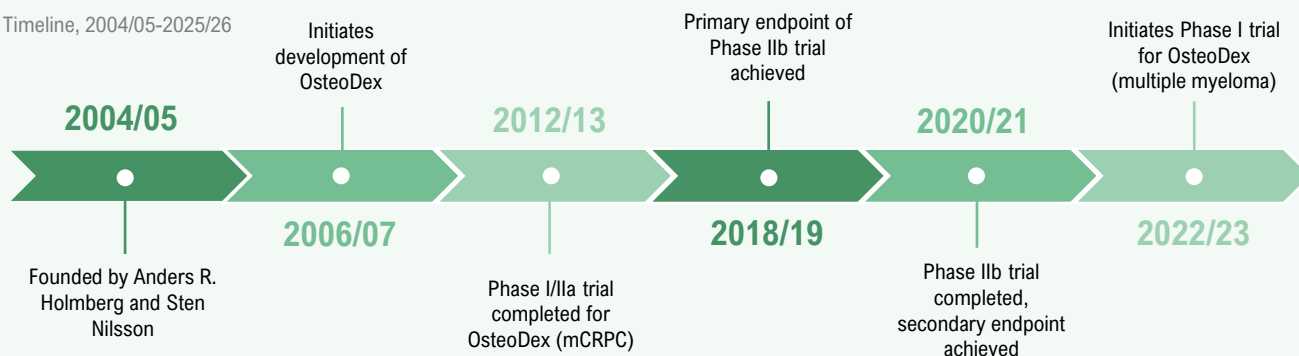 Timeline, 2004/05-2025/26
2004/05
Founded by Anders R.
Holmberg and Sten
Nilsson
Initiates
development of
OsteoDex
2006/07
2012/13
Phase I/IIa trial
completed for
OsteoDex (mCRPC)
Primary endpoint of
Phase IIb trial
achieved
2018/19
2020/21
Phase IIb trial
completed,
secondary endpoint
achieved
Initiates Phase I trial
for OsteoDex
(multiple myeloma)
2022/23